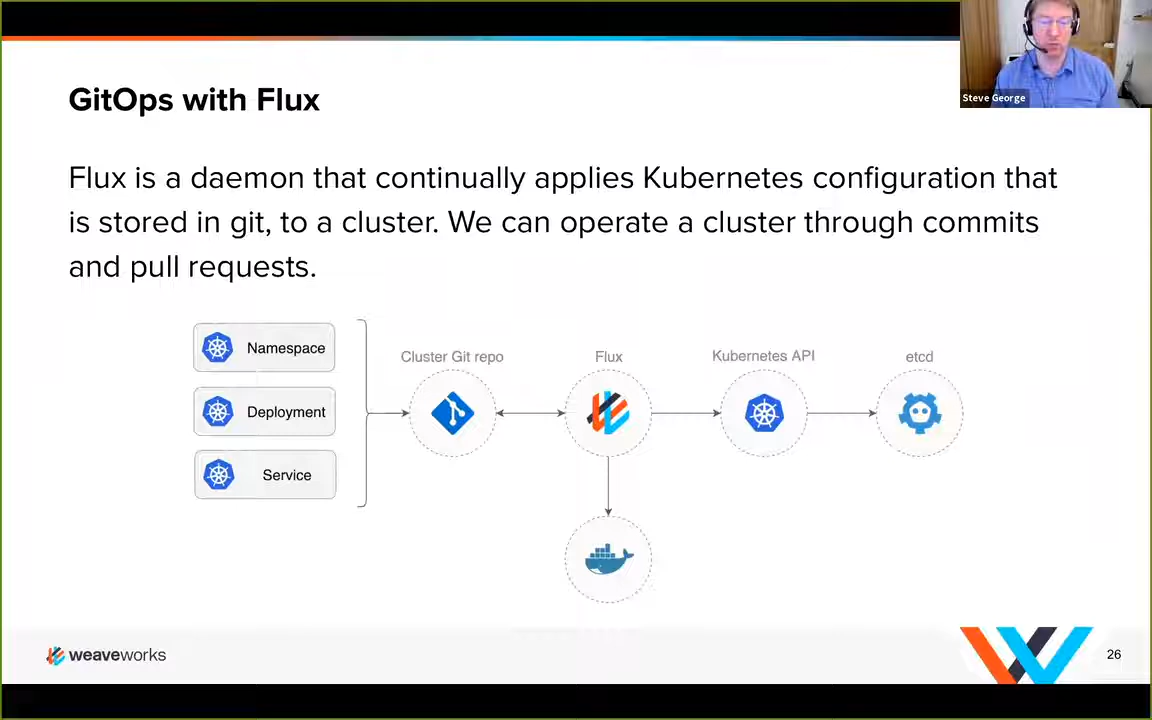 Steve George
GitOps with Flux
Flux is a daemon that continually applies Kubernetes configuration that
is stored in git, to a cluster. We can operate a cluster through commits
and pull requests.
Namespace
Deployment
Service
Cluster Git repo
Flux
Kubernetes API
etcd
weaveworks
26